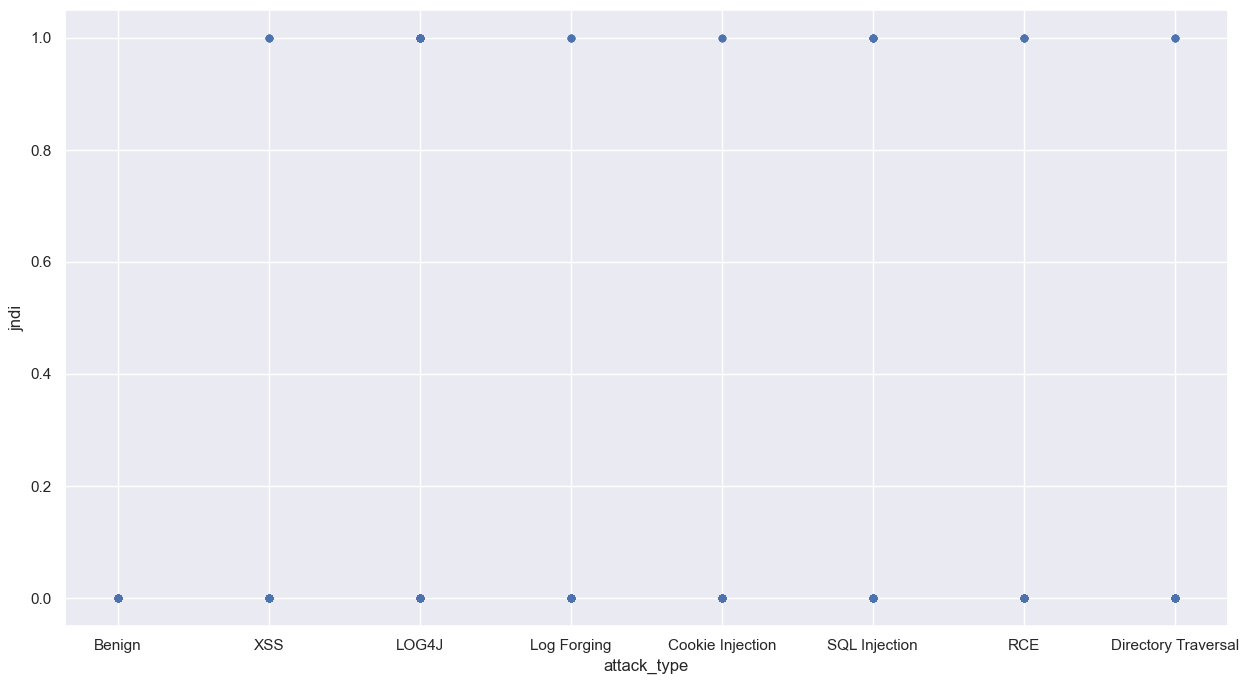 1.0
0.8
0.6
jndi
0.4
0.2
0.0
Benign XSS LOG4J Log Forging Cookie Injection SQL Injection RCE Directory Traversal
attack_type